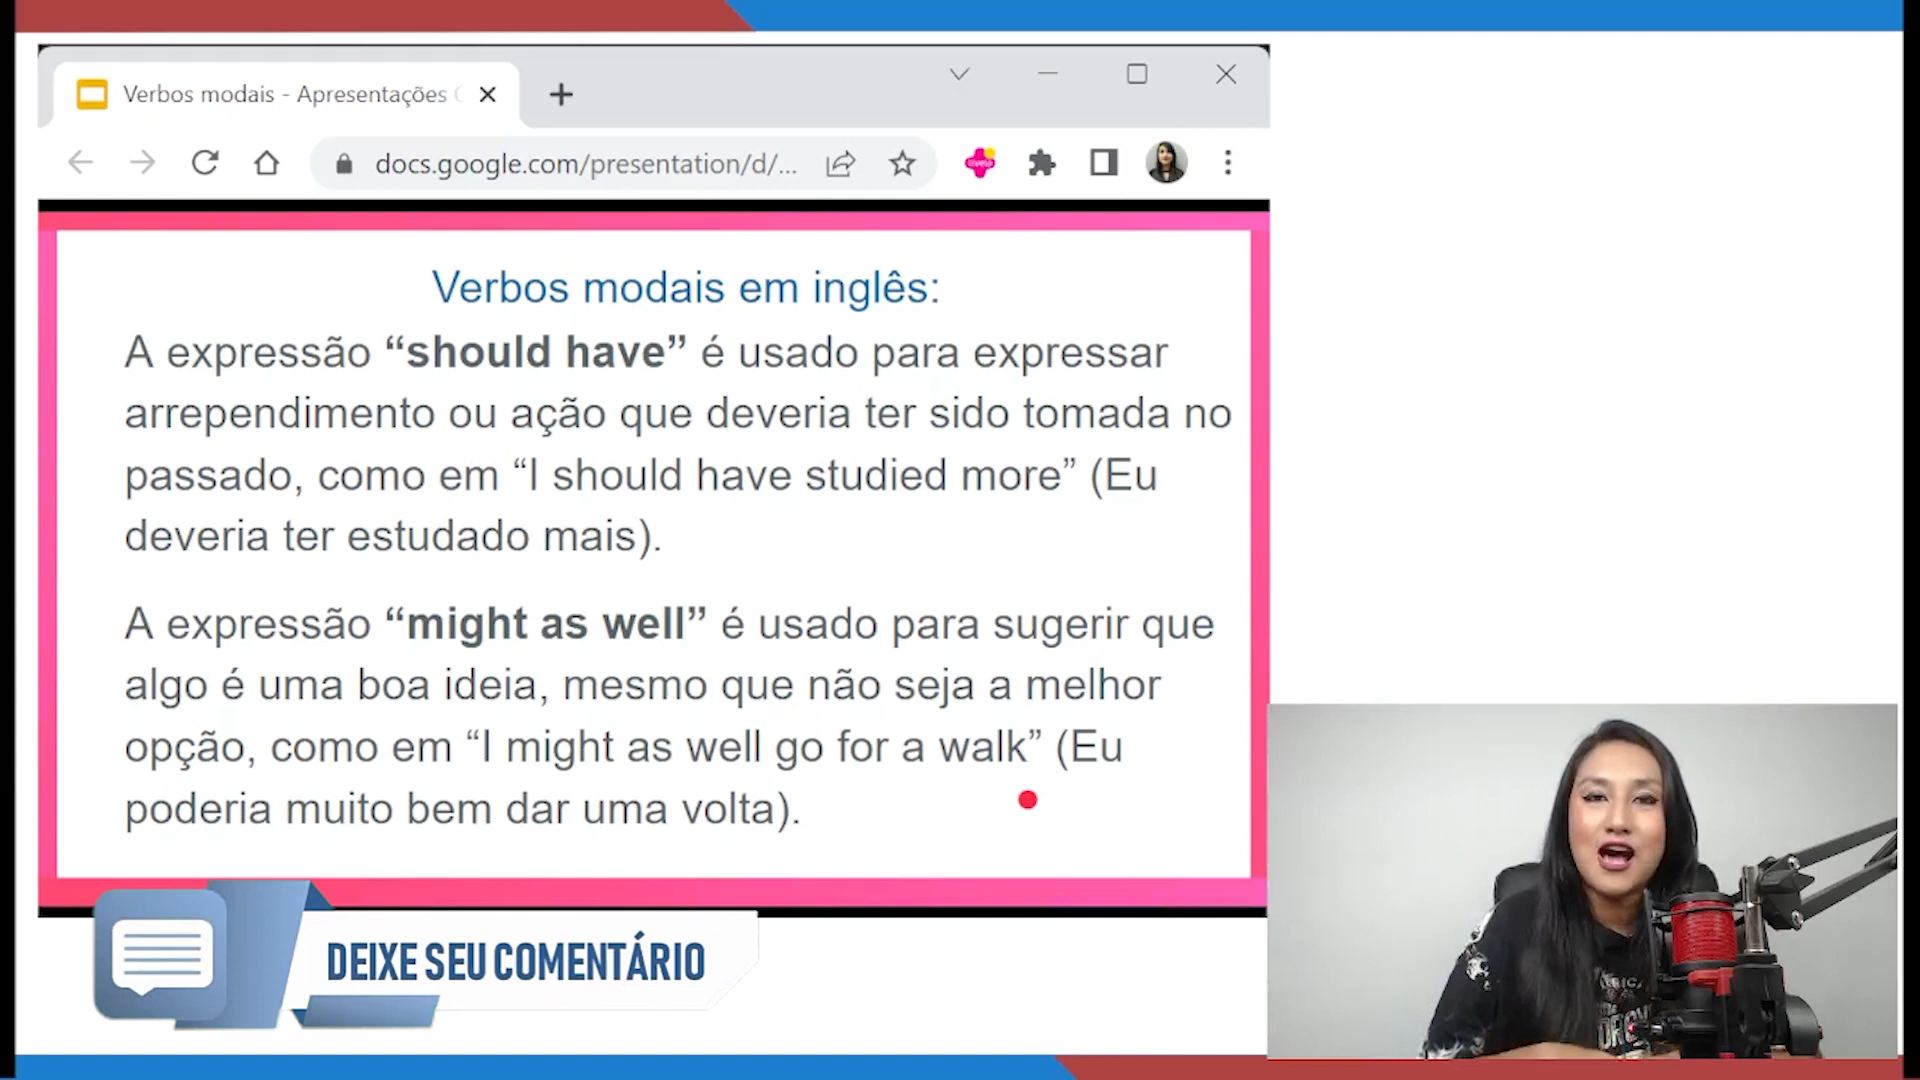 Verbos modais - Apresentações
docs.google.com/presentation/d/...
Verbos modais em inglês:
A expressão “should have” é usado para expressar
arrependimento ou ação que deveria ter sido tomada no
passado, como em “I should have studied more” (Eu
deveria ter estudado mais).
A expressão “might as well” é usado para sugerir que
algo é uma boa ideia, mesmo que não seja a melhor
opção, como em “I might as well go for a walk” (Eu
poderia muito bem dar uma volta).
DEIXE SEU COMENTÁRIO